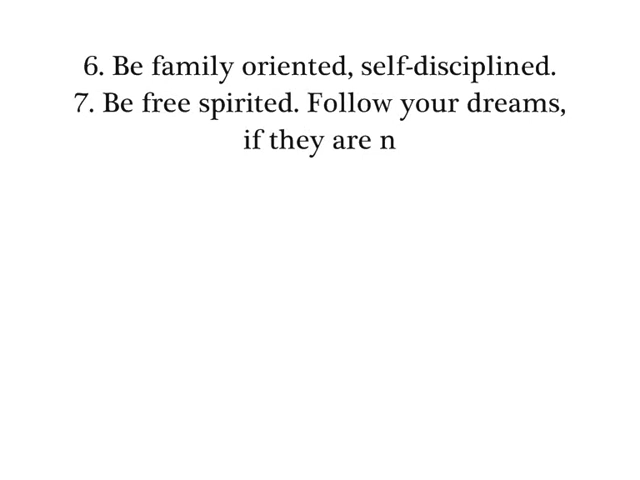 6. Be family oriented, self-disciplined.
7. Be free spirited. Follow your dreams,
if they are n